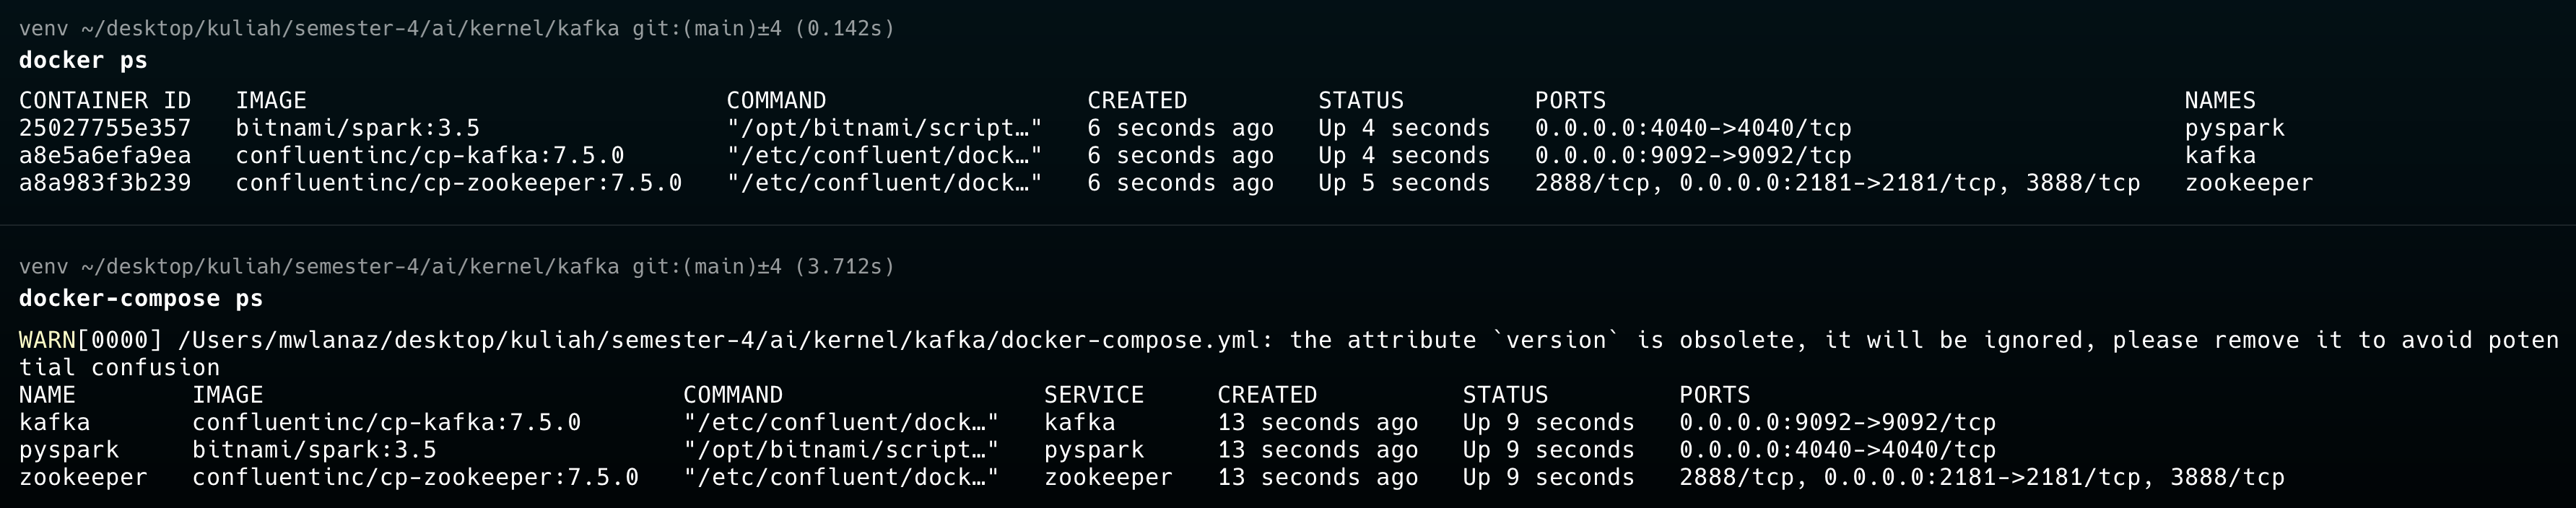 venv ~/desktop/kuliah/semester-4/ai/kernel/kafka git:(main)±4 (0.142s)
docker ps
CONTAINER ID   IMAGE                             COMMAND                  CREATED         STATUS         PORTS                                        NAMES
25027755e357   bitnami/spark:3.5                 "/opt/bitnami/script…"   6 seconds ago   Up 4 seconds   0.0.0.0:4040->4040/tcp                       pyspark
a8e5a6efa9ea   confluentinc/cp-kafka:7.5.0       "/etc/confluent/dock…"   6 seconds ago   Up 4 seconds   0.0.0.0:9092->9092/tcp                       kafka
a8a983f3b239   confluentinc/cp-zookeeper:7.5.0   "/etc/confluent/dock…"   6 seconds ago   Up 5 seconds   2888/tcp, 0.0.0.0:2181->2181/tcp, 3888/tcp   zookeeper
venv ~/desktop/kuliah/semester-4/ai/kernel/kafka git:(main)±4 (3.712s)
docker-compose ps
WARN[0000] /Users/mwlanaz/desktop/kuliah/semester-4/ai/kernel/kafka/docker-compose.yml: the attribute `version` is obsolete, it will be ignored, please remove it to avoid poten
tial confusion
NAME        IMAGE                             COMMAND                  SERVICE     CREATED          STATUS         PORTS
kafka       confluentinc/cp-kafka:7.5.0       "/etc/confluent/dock…"   kafka       13 seconds ago   Up 9 seconds   0.0.0.0:9092->9092/tcp
pyspark     bitnami/spark:3.5                 "/opt/bitnami/script…"   pyspark     13 seconds ago   Up 9 seconds   0.0.0.0:4040->4040/tcp
zookeeper   confluentinc/cp-zookeeper:7.5.0   "/etc/confluent/dock…"   zookeeper   13 seconds ago   Up 9 seconds   2888/tcp, 0.0.0.0:2181->2181/tcp, 3888/tcp